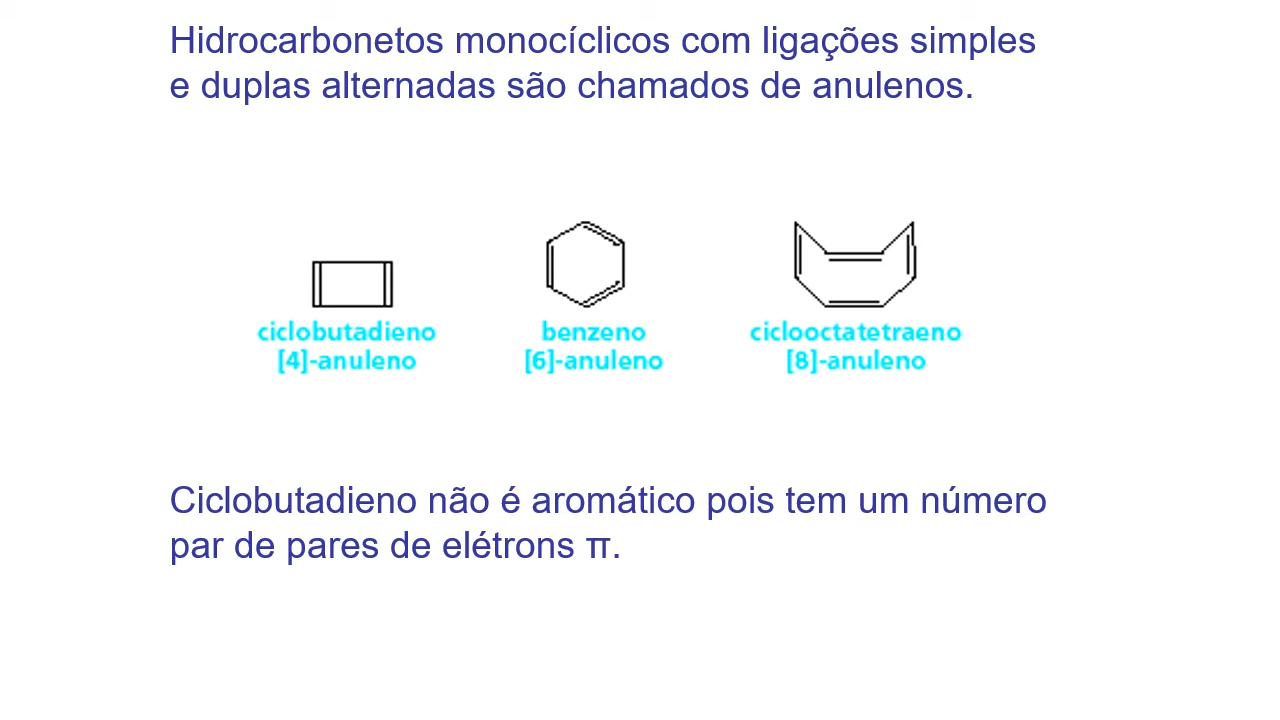 Hidrocarbonetos monocíclicos com ligações simples
e duplas alternadas são chamados de anulenos.
ciclobutadieno
[4]-anuleno
benzeno
[6]-anuleno
ciclooctatetraeno
[8]-anuleno
Ciclobutadieno não é aromático pois tem um número
par de pares de elétrons π.